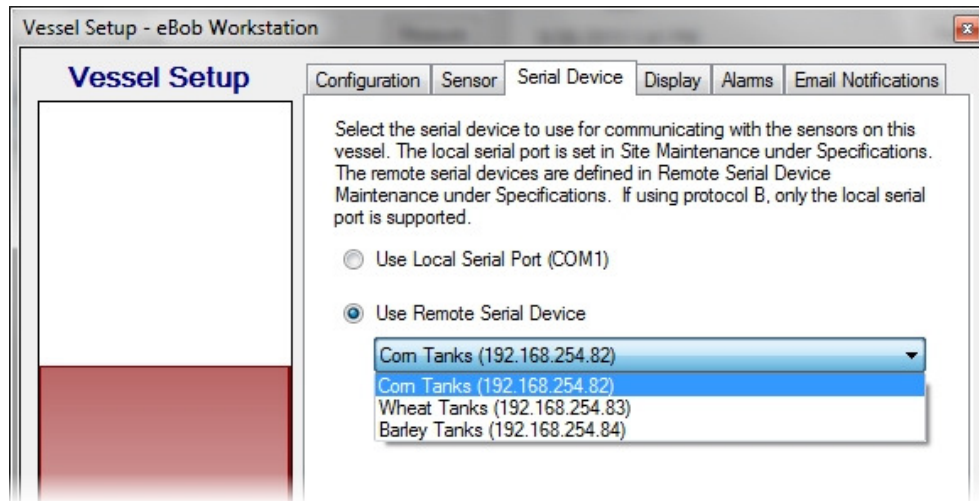 Vessel Setup - eBob Workstation
Vessel Setup
Configuration
Sensor
Serial Device
Display
Alarms
Email Notifications
Select the serial device to use for communicating with the sensors on this
vessel. The local serial port is set in Site Maintenance under Specifications.
The remote serial devices are defined in Remote Serial Device
Maintenance under Specifications. If using protocol B, only the local serial
port is supported.
Use Local Serial Port (COM1)
Use Remote Serial Device
Corn Tanks (192.168.254.82)
Corn Tanks (192.168.254.82)
Wheat Tanks (192.168.254.83)
Barley Tanks (192.168.254.84)